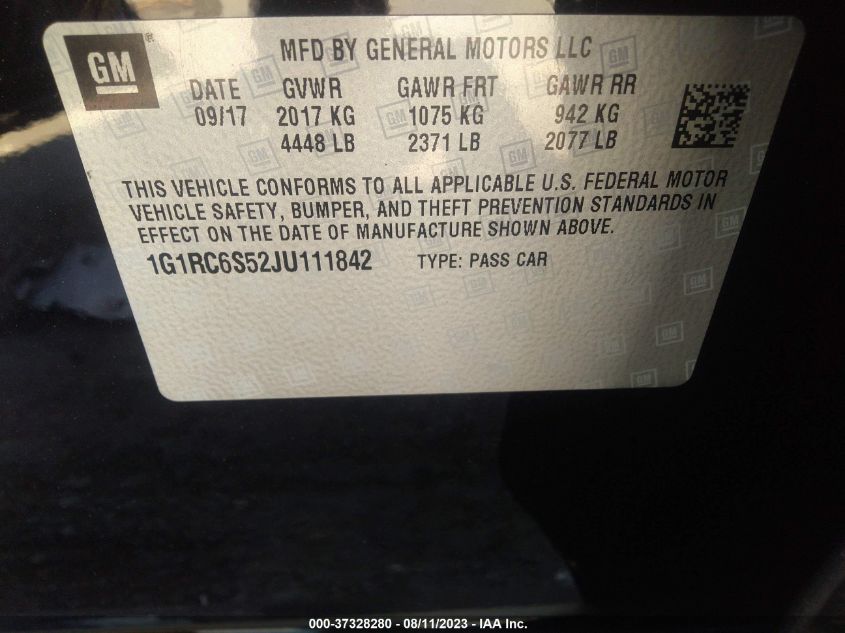 GM
MFD BY GENERAL MOTORS LLC
DATE GVWR GAWR FRT GAWR RR
09/17 2017 KG 1075 KG 942 KG
4448 LB 2371 LB 2077 LB
THIS VEHICLE CONFORMS TO ALL APPLICABLE U.S. FEDERAL MOTOR
VEHICLE SAFETY, BUMPER, AND THEFT PREVENTION STANDARDS IN
EFFECT ON THE DATE OF MANUFACTURE SHOWN ABOVE.
1G1RC6S52JU111842 TYPE: PASS CAR
000-37328280 - 08/11/2023 - IAA Inc.